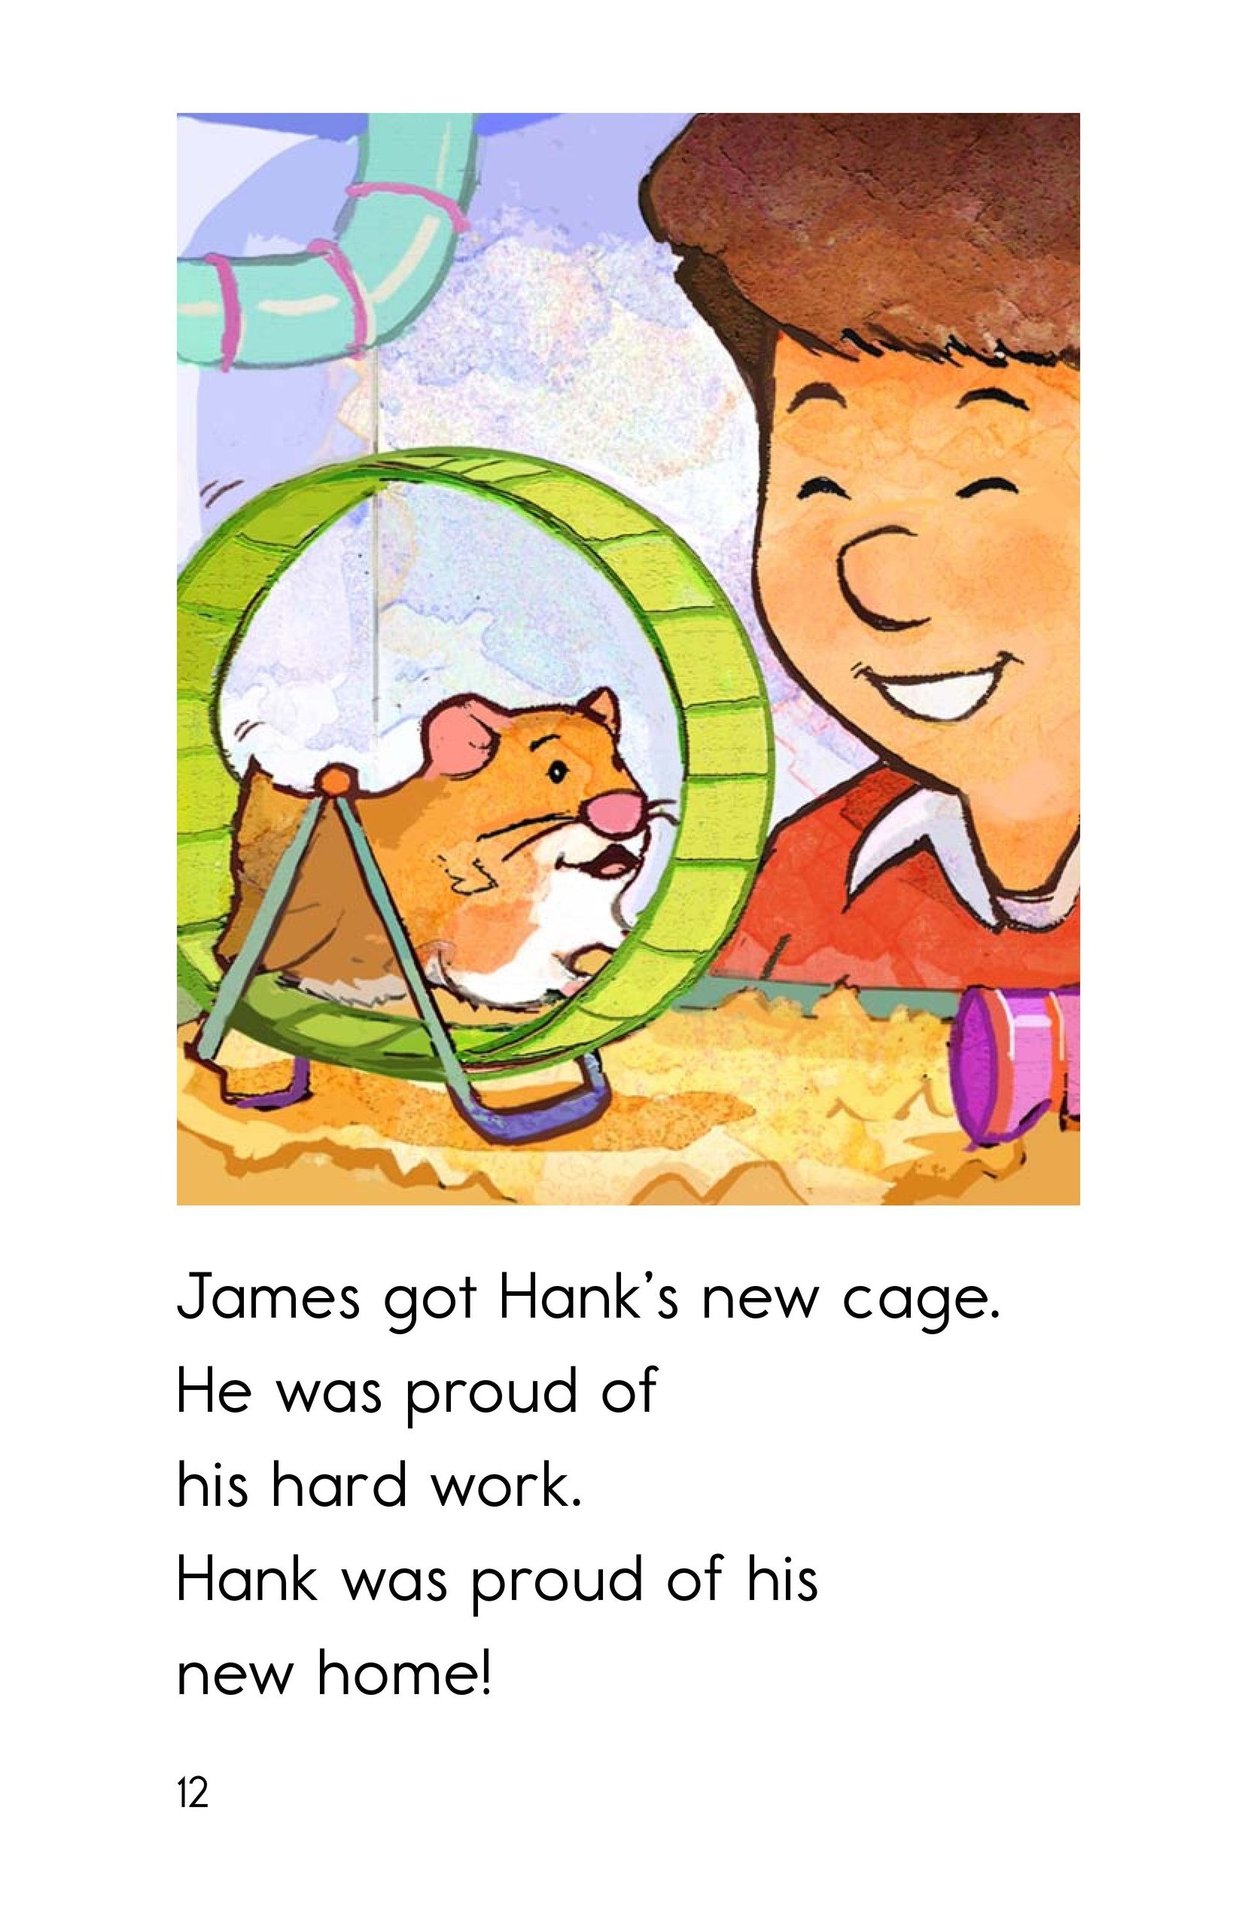 James got Hank’s new cage.
He was proud of
his hard work.
Hank was proud of his
new home!
12